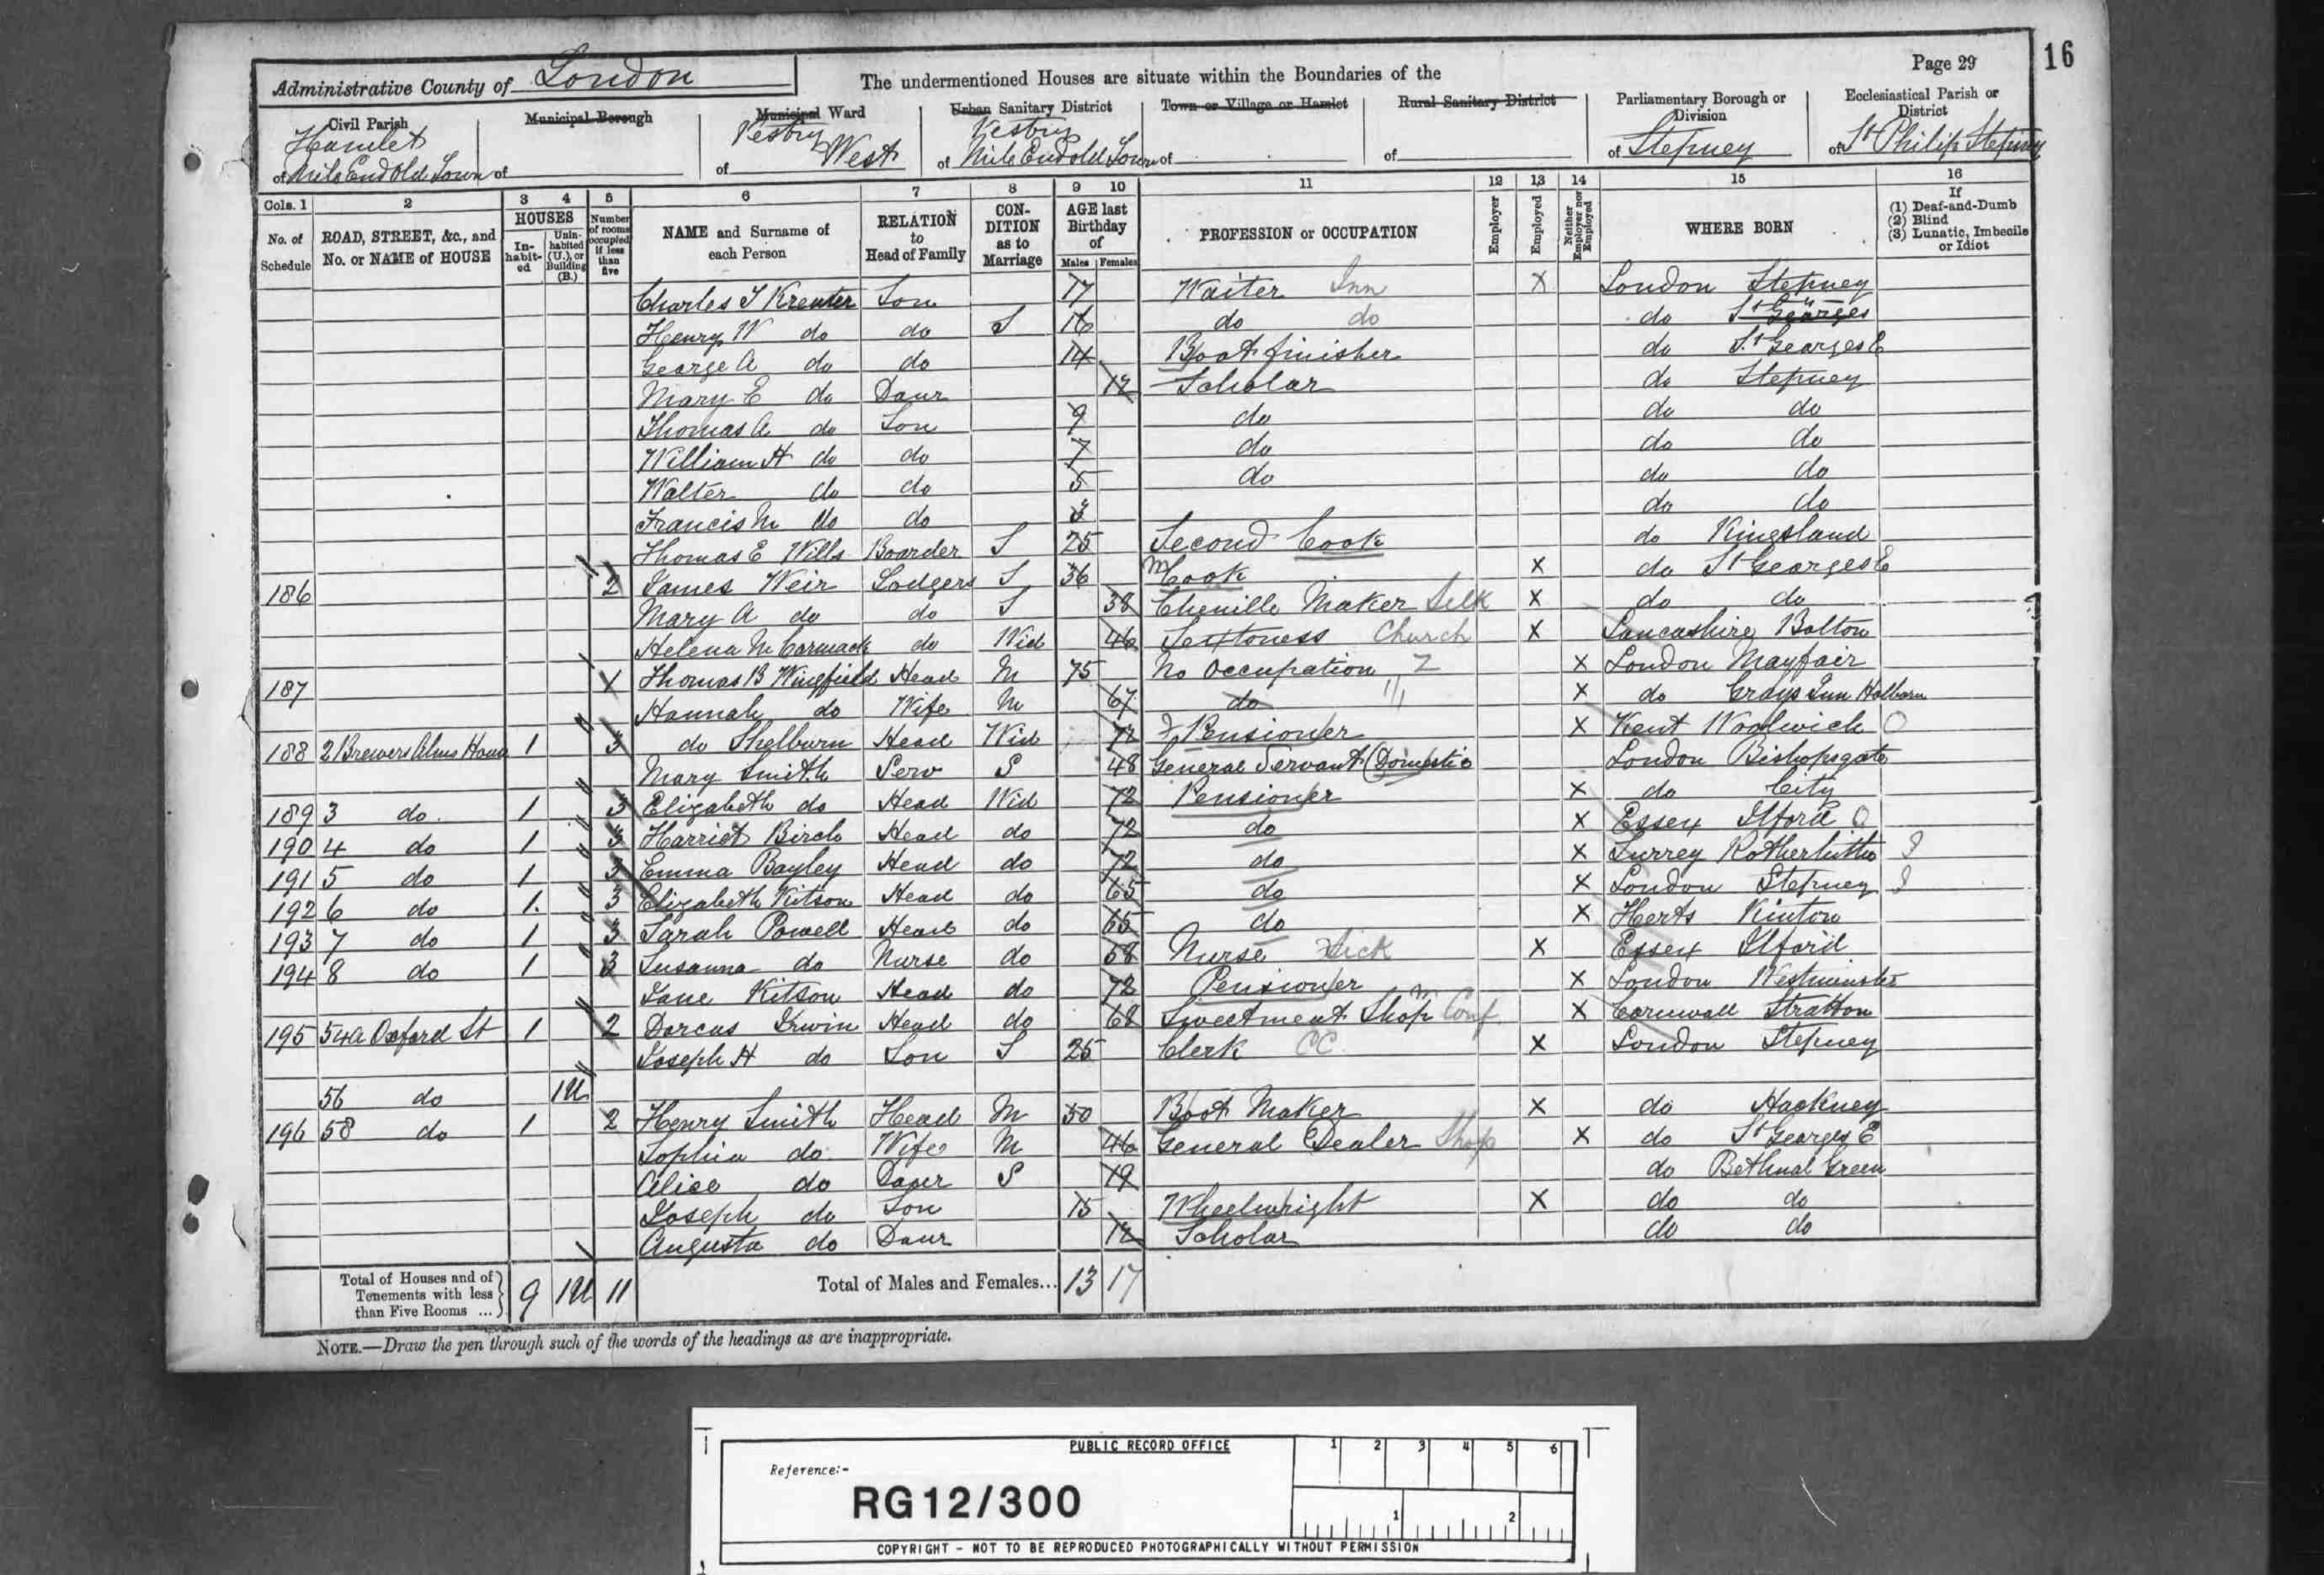 Page 29
16
Administrative County of London
The undermentioned Houses are situate within the Boundaries of the
Civil Parish
Hamlet
of Mile End Old Town
Municipal Borough
of
Municipal Ward
Vestry
of West
Urban Sanitary District
Vestry
of Mile End Old Town
Town or Village or Hamlet
of
Rural Sanitary District
of
Parliamentary Borough or Division
of Stepney
Ecclesiastical Parish or District
of St Philip Stepney
Cols. 1 2 3 4 5 6 7 8 9 10 11 12 13 14 15 16
No. of Schedule
ROAD, STREET, &c., and No. or NAME of HOUSE
HOUSES
In-habit-ed
Unin-habited (U.), or Building (B.)
Number of rooms occupied if less than five
NAME and Surname of each Person
RELATION to Head of Family
CON-DITION as to Marriage
AGE last Birthday of
Males Females
PROFESSION or OCCUPATION
Employer
Employed
Neither Employer nor Employed
WHERE BORN
If
(1) Deaf-and-Dumb
(2) Blind
(3) Lunatic, Imbecile or Idiot
Charles J Kreuter Son 17 Waiter Inn X London Stepney
Henry W do do S 16 do do do St Georges
George A do do 14 Boot finisher do St Georges E
Mary E do Daur 12 Scholar do Stepney
Thomas A do Son 9 do do do
William H do do 7 do do do
Walter do do 5 do do do
Francis M do do 3 do do
Thomas E Wills Boarder S 25 Second Cook do Kingsland
186 2 James Weir Lodgers S 36 Cook X do St Georges E
Mary A do do S 38 Chenille Maker Silk X do do
Helena McCormack do Wid 46 Sextoness Church X Lancashire Bolton
187 Thomas B Wingfield Head M 75 No Occupation X London Mayfair
Hannah do Wife M 67 do X do Grays Inn Holborn
188 2 Brewers Alms House 1 3 do Shelburn Head Wid 72 Pensioner X Kent Woolwich
Mary Smith Serv S 48 General Servant (Domestic London Bishopsgate
189 3 do 1 3 Elizabeth do Head Wid 72 Pensioner X do City
190 4 do 1 3 Harriet Birch Head do 72 do X Essex Ilford
191 5 do 1 3 Emma Bayley Head do 72 do X Surrey Rotherhithe
192 6 do 1 3 Elizabeth Kitson Head do 65 do X London Stepney
193 7 do 1 3 Sarah Powell Head do 65 do X Herts Kinton
194 8 do 1 3 Susanna do Nurse do 58 Nurse Sick X Essex Ilford
Jane Kitson Head do 72 Pensioner X London Westminster
195 54a Oxford St 1 2 Dorcas Irwin Head do 68 Sweetmeat Shop Conf X Cornwall Stratton
Joseph H do Son S 25 Clerk CC X London Stepney
56 do 1U
196 58 do 1 2 Henry Smith Head M 50 Boot Maker X do Hackney
Sophia do Wife M 46 General Dealer Shop X do St Georges E
Alice do Daur S 19 do Bethnal Green
Joseph do Son 15 Wheelwright X do do
Augusta do Daur 12 Scholar do do
Total of Houses and of Tenements with less than Five Rooms ... 9 1U 11
Total of Males and Females... 13 17
NOTE.—Draw the pen through such of the words of the headings as are inappropriate.
PUBLIC RECORD OFFICE
1 2 3 4 5 6
Reference:-
RG12/300
1 2
COPYRIGHT - NOT TO BE REPRODUCED PHOTOGRAPHICALLY WITHOUT PERMISSION